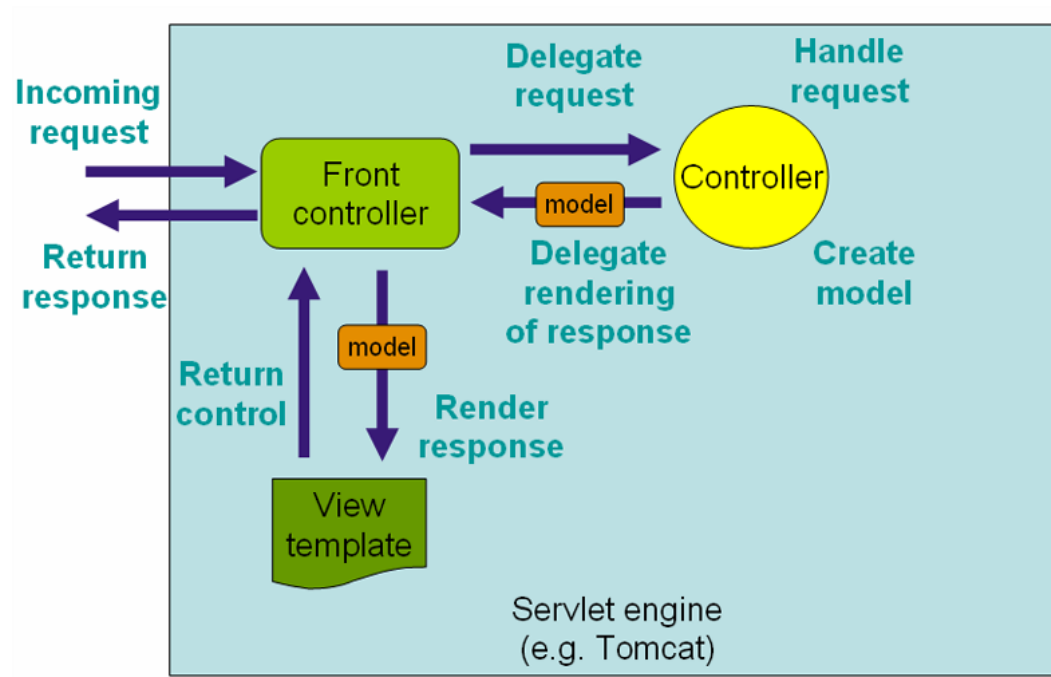 Incoming
request
Return
response
Front
controller
Delegate
request
Handle
request
Controller
model
Delegate
rendering
of response
Create
model
model
Return
control
Render
response
View
template
Servlet engine
(e.g. Tomcat)